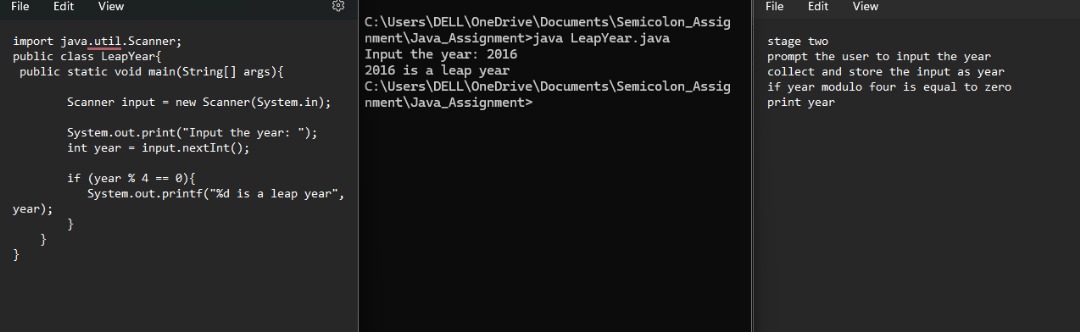 File Edit View
import java.util.Scanner;
public class LeapYear{
public static void main(String[] args){
Scanner input = new Scanner(System.in);
System.out.print("Input the year: ");
int year = input.nextInt();
if (year % 4 == 0){
System.out.printf("%d is a leap year",
year);
}
}
}
C:\Users\DELL\OneDrive\Documents\Semicolon_Assig
nment\Java_Assignment>java LeapYear.java
Input the year: 2016
2016 is a leap year
C:\Users\DELL\OneDrive\Documents\Semicolon_Assig
nment\Java_Assignment>
File Edit View
stage two
prompt the user to input the year
collect and store the input as year
if year modulo four is equal to zero
print year